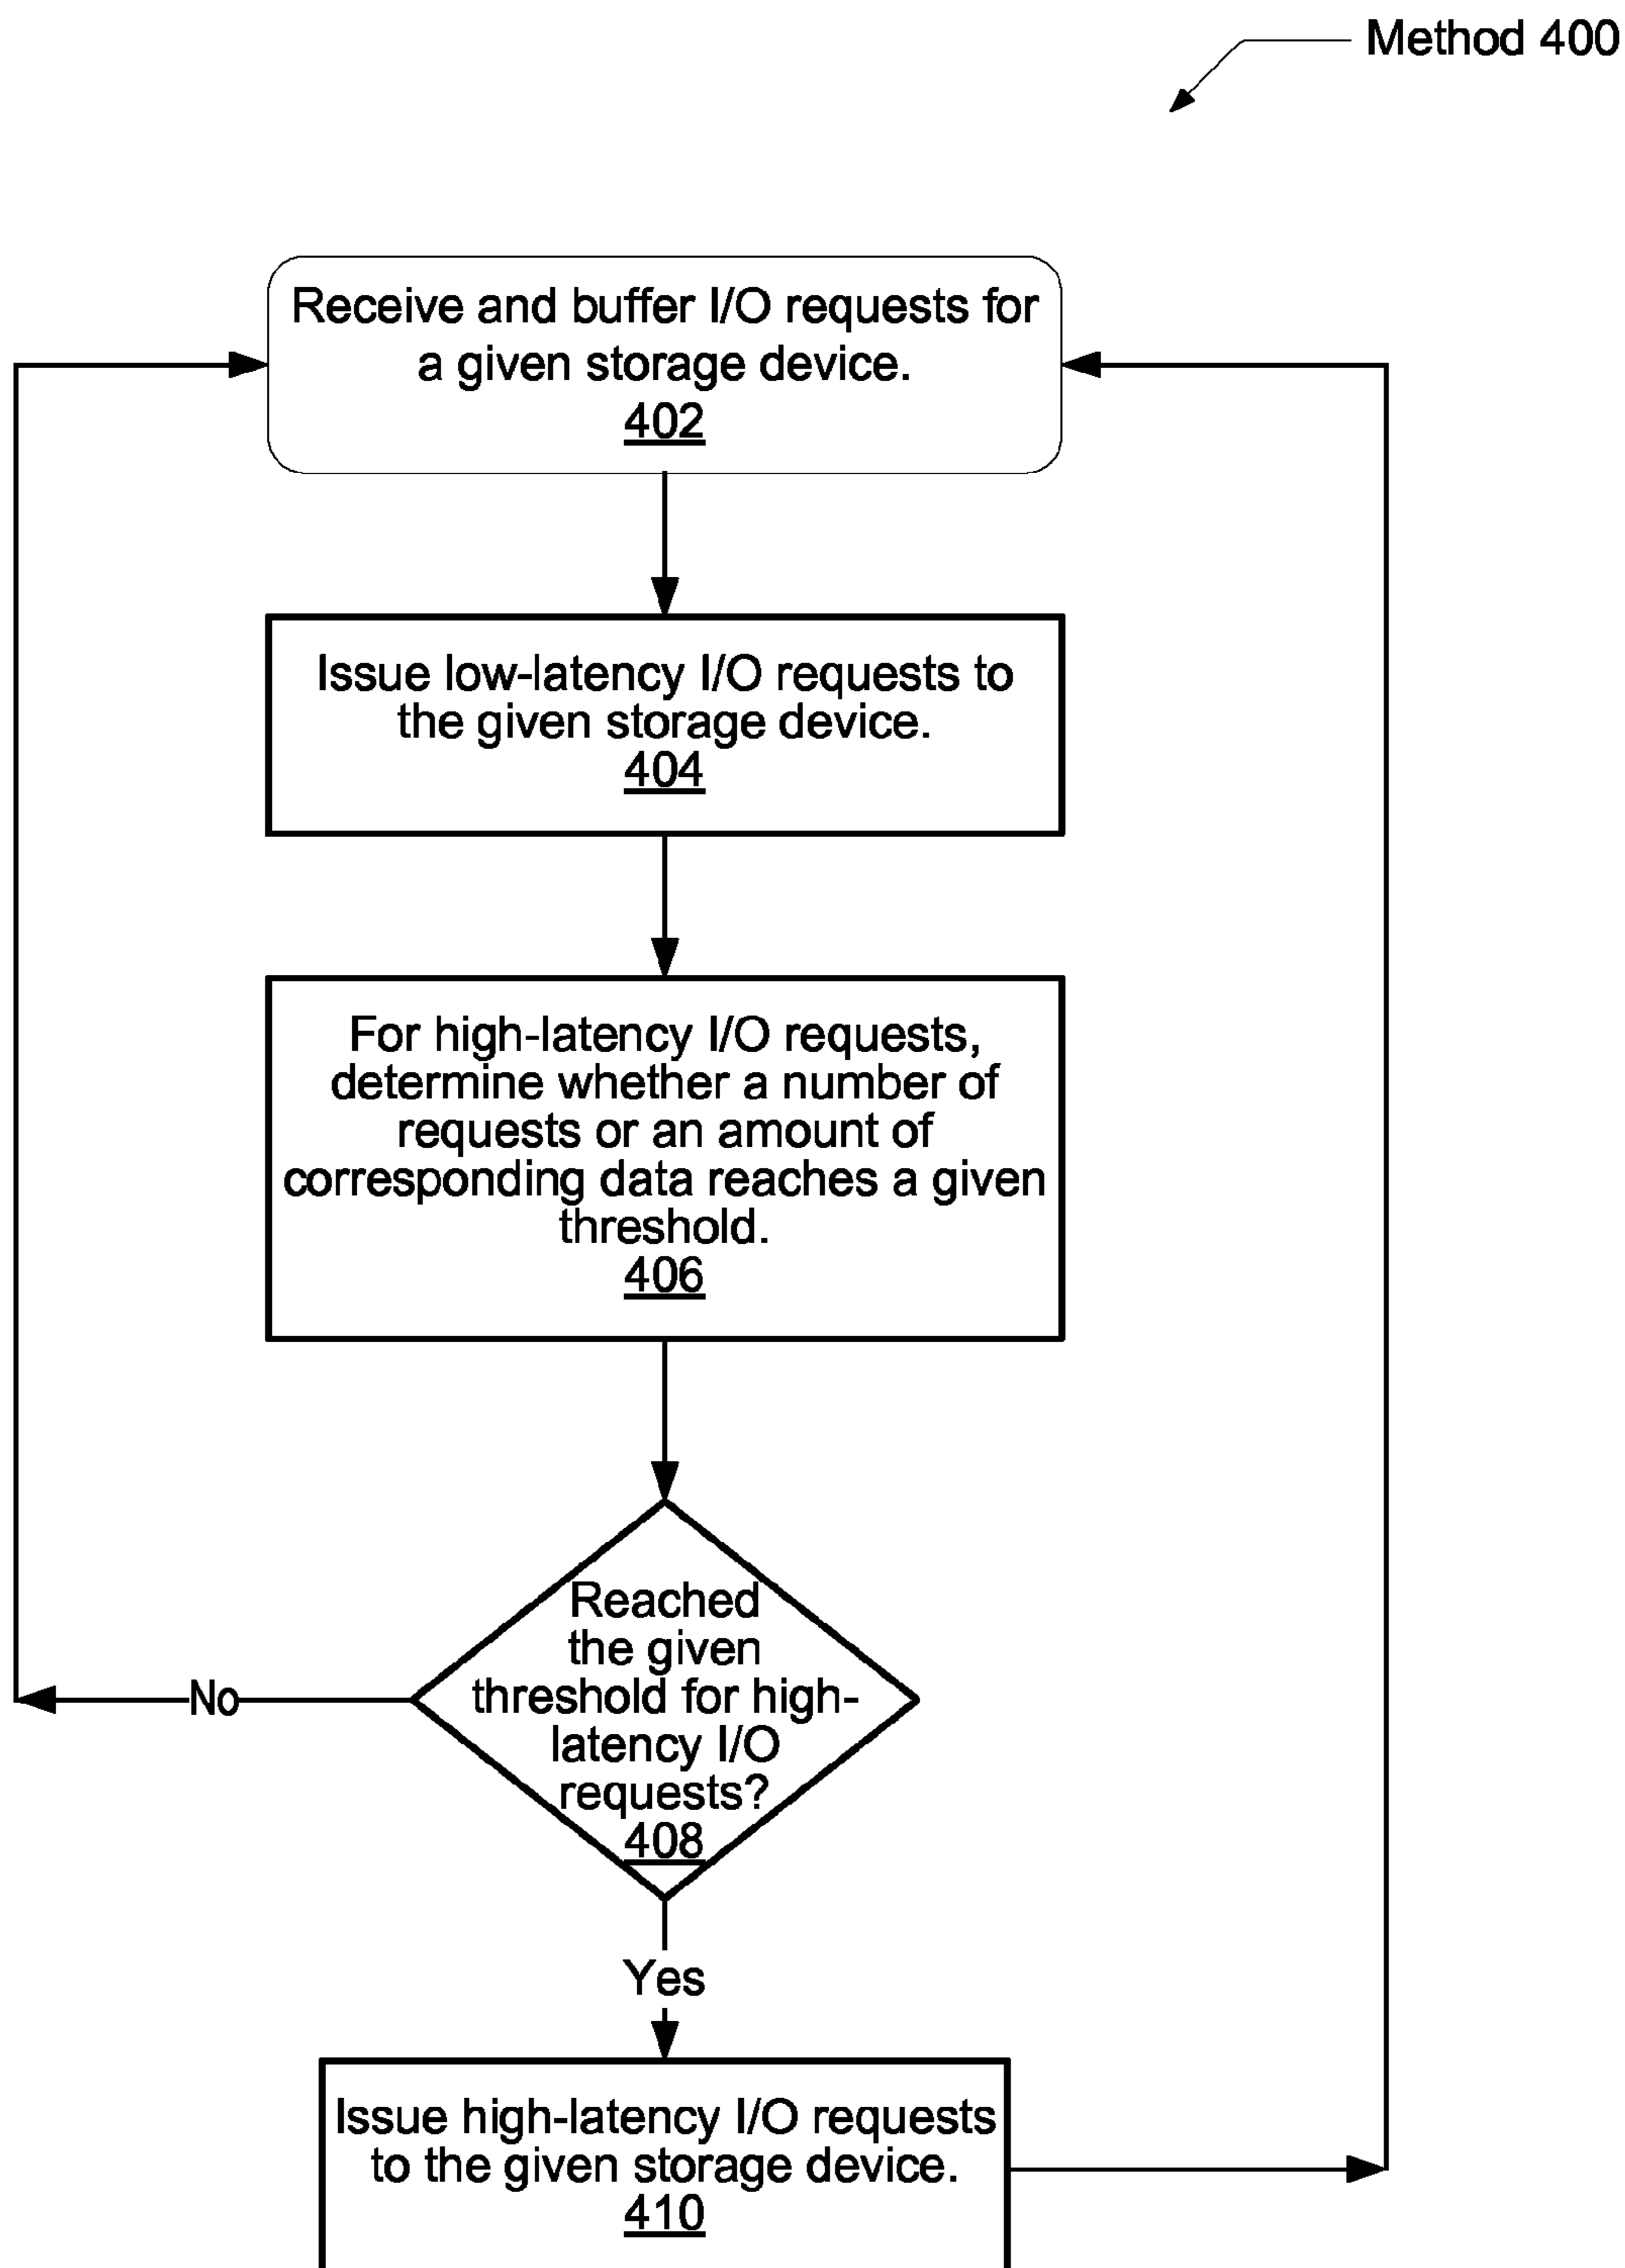 Method 400
Receive and buffer I/O requests for
a given storage device.
402
Issue low-latency I/O requests to
the given storage device.
404
For high-latency I/O requests,
determine whether a number of
requests or an amount of
corresponding data reaches a given
threshold.
406
Reached
the given
threshold for high-
latency I/O
requests?
408
No
Yes
Issue high-latency I/O requests
to the given storage device.
410